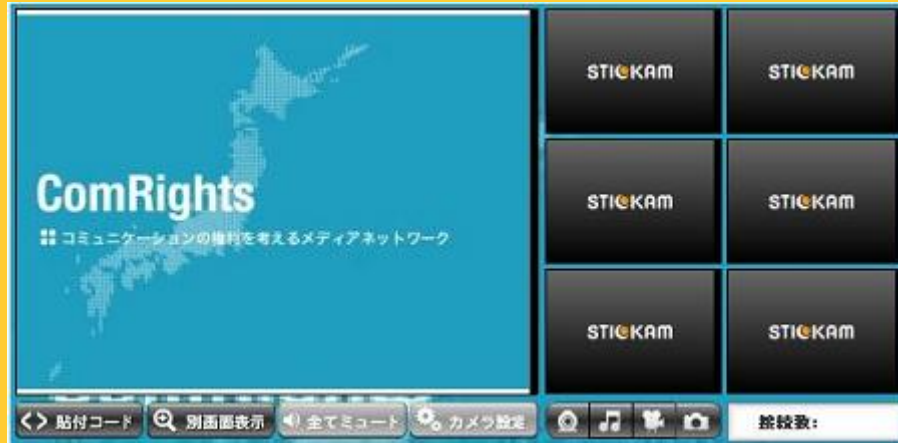 ComRights
コミュニケーションの権利を考えるメディアネットワーク
STICKAM STICKAM
STICKAM STICKAM
STICKAM STICKAM
貼付コード 別画面表示 全てミュート カメラ設定
接続数: